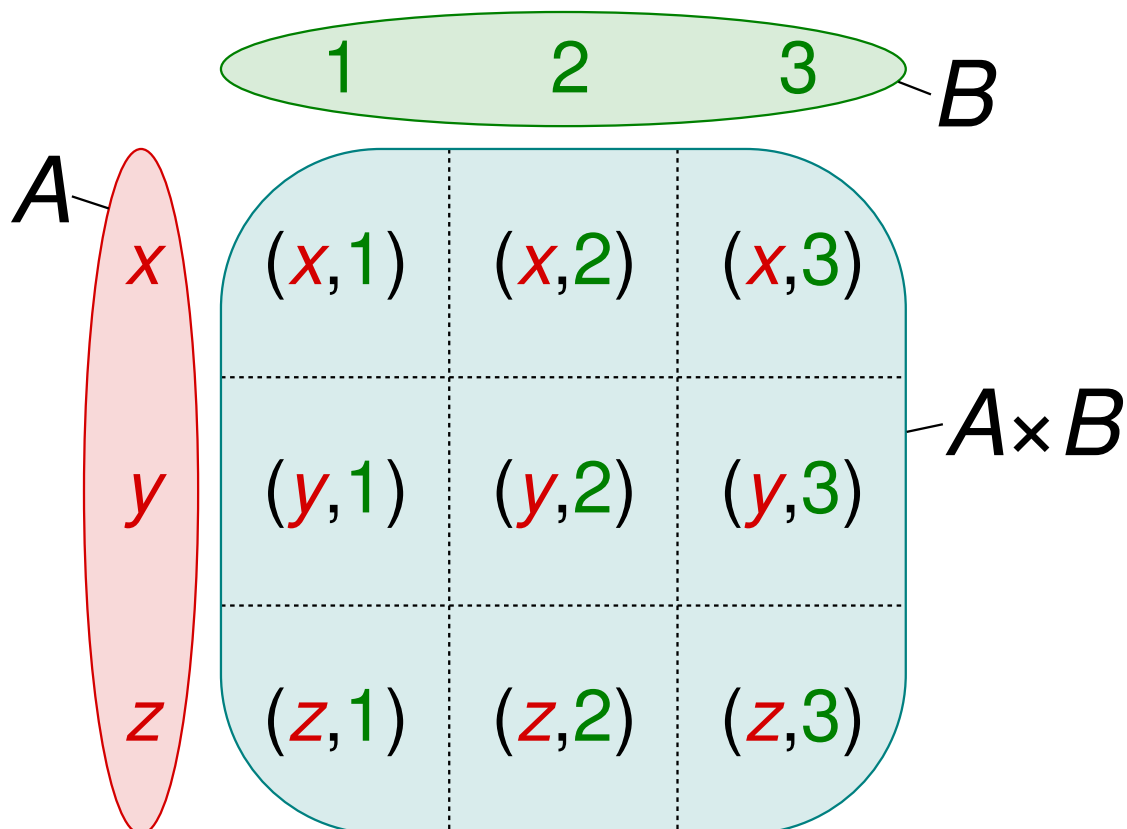 1 2 3
B
A
x (x,1) (x,2) (x,3)
A×B
y (y,1) (y,2) (y,3)
z (z,1) (z,2) (z,3)